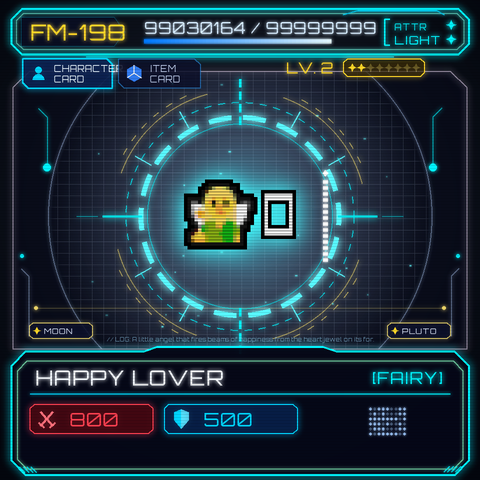 FM-198
99030164 / 99999999
ATTR
LIGHT
CHARACTER
CARD
ITEM
CARD
LV. 2
MOON
PLUTO
// LOG: A little angel that fires beams of happiness from the heart jewel on its for
HAPPY LOVER
[FAIRY]
800
500